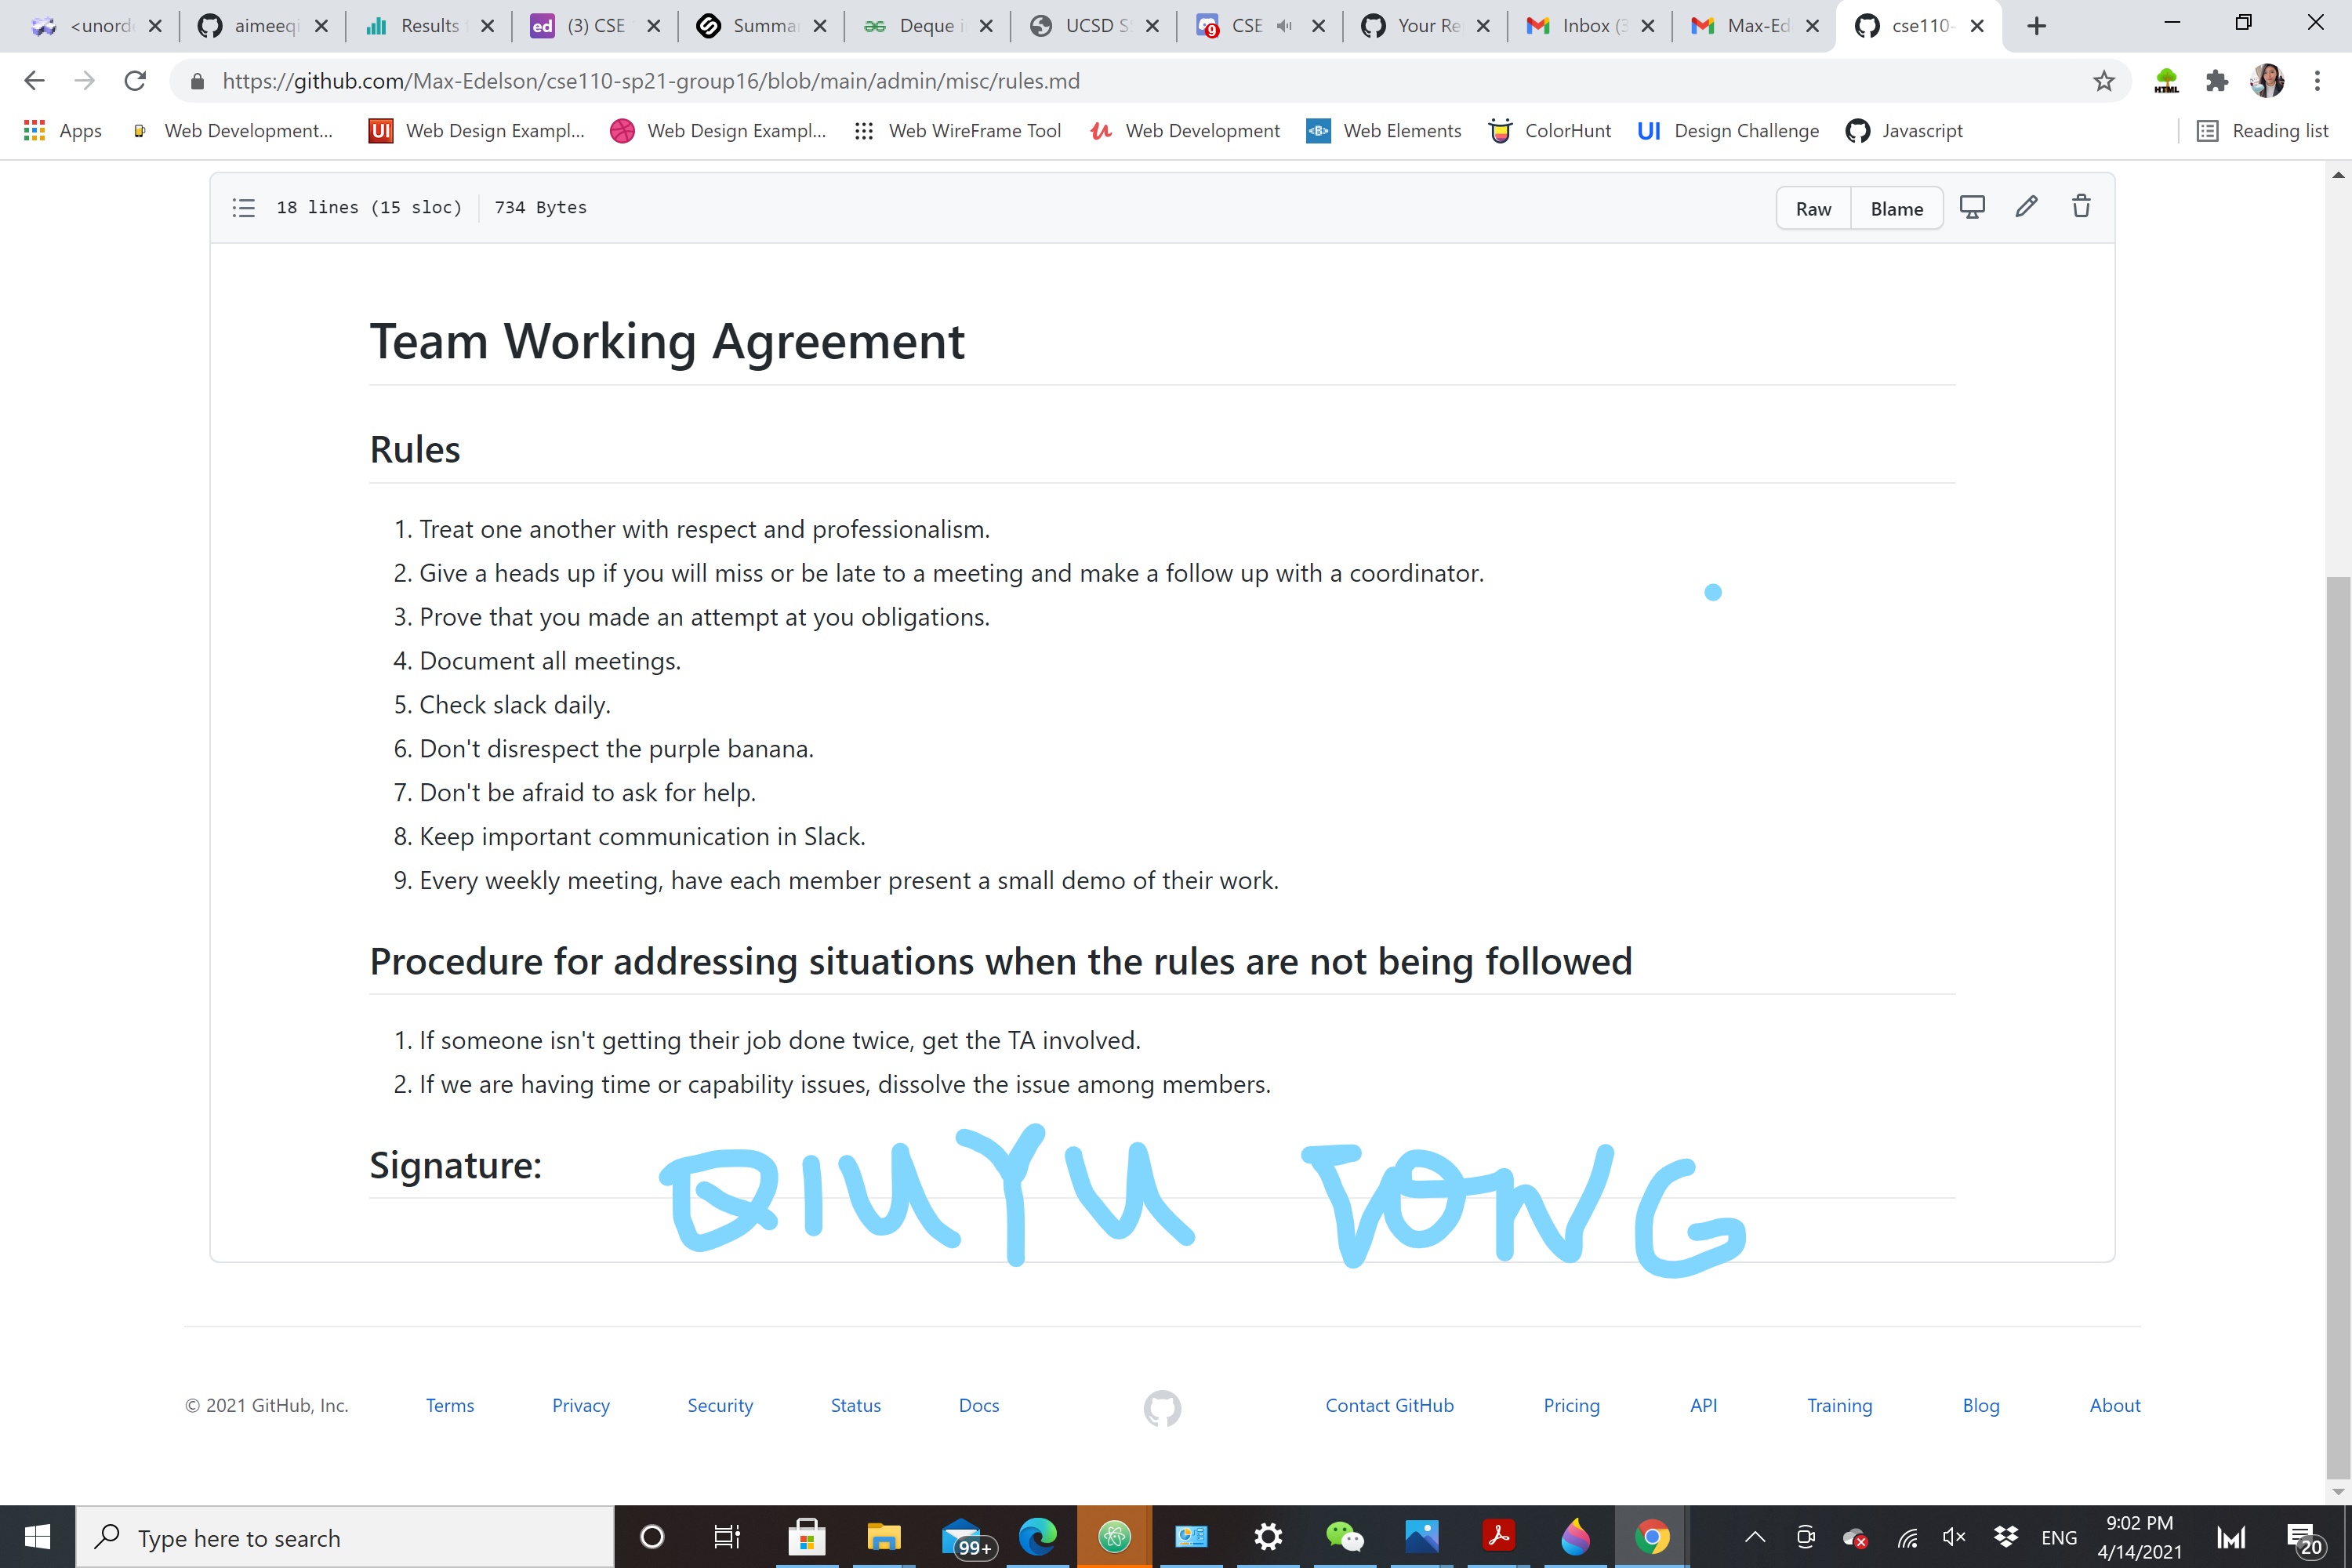 <unord
aimeeqi
Results
(3) CSE
Summa
Deque i
UCSD S
CSE
Your Re
Inbox (3
Max-Ed
cse110-
https://github.com/Max-Edelson/cse110-sp21-group16/blob/main/admin/misc/rules.md
Apps Web Development... Web Design Exampl... Web Design Exampl... Web WireFrame Tool Web Development Web Elements ColorHunt Design Challenge Javascript Reading list
18 lines (15 sloc) 734 Bytes Raw Blame
Team Working Agreement
Rules
1. Treat one another with respect and professionalism.
2. Give a heads up if you will miss or be late to a meeting and make a follow up with a coordinator.
3. Prove that you made an attempt at you obligations.
4. Document all meetings.
5. Check slack daily.
6. Don't disrespect the purple banana.
7. Don't be afraid to ask for help.
8. Keep important communication in Slack.
9. Every weekly meeting, have each member present a small demo of their work.
Procedure for addressing situations when the rules are not being followed
1. If someone isn't getting their job done twice, get the TA involved.
2. If we are having time or capability issues, dissolve the issue among members.
Signature: QIUYU TONG
© 2021 GitHub, Inc. Terms Privacy Security Status Docs Contact GitHub Pricing API Training Blog About
Type here to search 99+ ENG 9:02 PM 20
4/14/2021